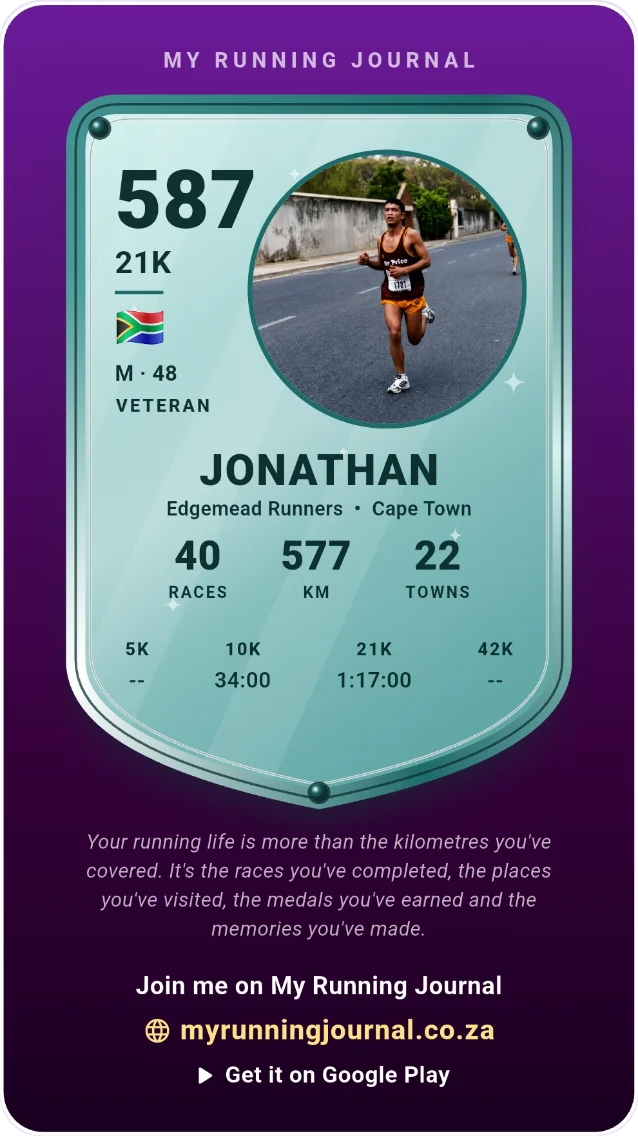 MY RUNNING JOURNAL
587
21K
M · 48
VETERAN
Mr Price
1721
JONATHAN
Edgemead Runners • Cape Town
40 577 22
RACES KM TOWNS
5K 10K 21K 42K
-- 34:00 1:17:00 --
Your running life is more than the kilometres you've
covered. It's the races you've completed, the places
you've visited, the medals you've earned and the
memories you've made.
Join me on My Running Journal
myrunningjournal.co.za
Get it on Google Play